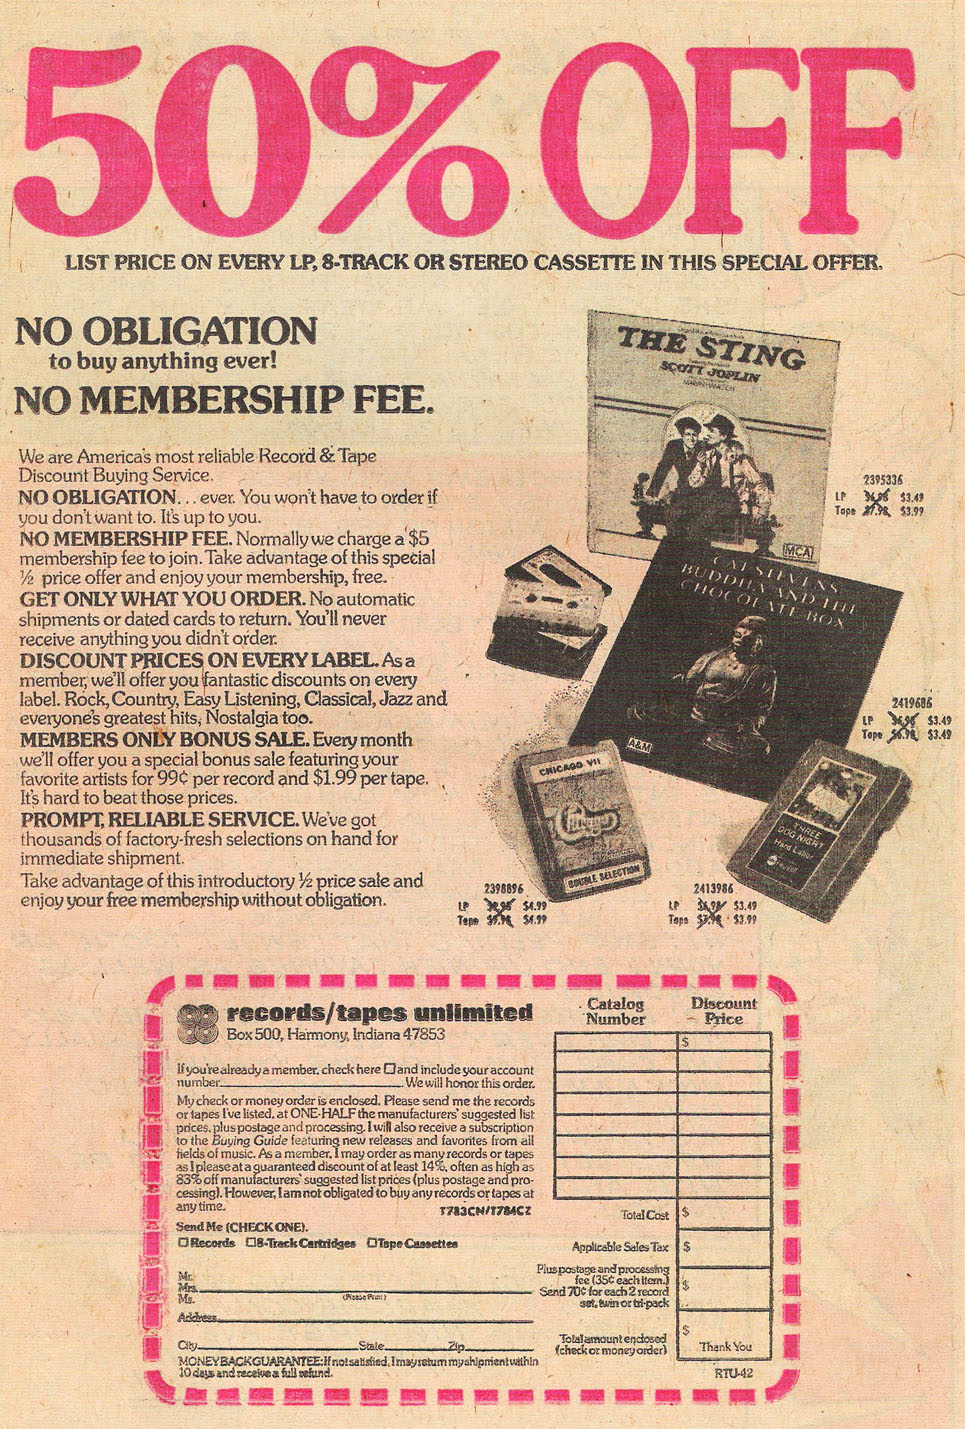 50% OFF
LIST PRICE ON EVERY LP, 8-TRACK OR STEREO CASSETTE IN THIS SPECIAL OFFER.
NO OBLIGATION
to buy anything ever!
NO MEMBERSHIP FEE.
We are America's most reliable Record & Tape
Discount Buying Service.
NO OBLIGATION... ever. You won't have to order if
you don't want to. It's up to you.
NO MEMBERSHIP FEE. Normally we charge a $5
membership fee to join. Take advantage of this special
½ price offer and enjoy your membership, free.
GET ONLY WHAT YOU ORDER. No automatic
shipments or dated cards to return. You'll never
receive anything you didn't order.
DISCOUNT PRICES ON EVERY LABEL. As a
member, we'll offer you fantastic discounts on every
label. Rock, Country, Easy Listening, Classical, Jazz and
everyone's greatest hits, Nostalgia too.
MEMBERS ONLY BONUS SALE. Every month
we'll offer you a special bonus sale featuring your
favorite artists for 99¢ per record and $1.99 per tape.
It's hard to beat those prices.
PROMPT, RELIABLE SERVICE. We've got
thousands of factory-fresh selections on hand for
immediate shipment.
Take advantage of this introductory ½ price sale and
enjoy your free membership without obligation.
THE STING
SCOTT JOPLIN
MCA
2395336
LP $6.98 $3.49
Tape $7.98 $3.99
CAT STEVENS
BUDDHA AND THE
CHOCOLATE BOX
A&M
2419686
LP $6.98 $3.49
Tape $6.98 $3.49
CHICAGO VII
Chicago
DOUBLE SELECTION
2398896
LP $4.99
Tape $9.98 $4.99
THREE
DOG NIGHT
Hard Labor
2413986
LP $6.98 $3.49
Tape $7.98 $3.99
records/tapes unlimited
Box 500, Harmony, Indiana 47853
If you're already a member, check here ☐ and include your account
number ______ . We will honor this order.
My check or money order is enclosed. Please send me the records
or tapes I've listed, at ONE-HALF the manufacturers' suggested list
prices, plus postage and processing. I will also receive a subscription
to the Buying Guide featuring new releases and favorites from all
fields of music. As a member, I may order as many records or tapes
as I please at a guaranteed discount of at least 14%, often as high as
83% off manufacturers' suggested list prices (plus postage and pro-
cessing). However, I am not obligated to buy any records or tapes at
any time. T783CN/T784CZ
Send Me (CHECK ONE).
☐ Records ☐ 8-Track Cartridges ☐ Tape Cassettes
Mr.
Mrs.
Ms.
(Please Print)
Address
City State Zip
MONEY BACK GUARANTEE: If not satisfied, I may return my shipment within
10 days and receive a full refund.
Catalog Number
Discount Price
$
Total Cost $
Applicable Sales Tax $
Plus postage and processing
fee (35¢ each item.)
Send 70¢ for each 2 record
set, twin or tri-pack $
Total amount enclosed
(check or money order) $
Thank You
RTU-42